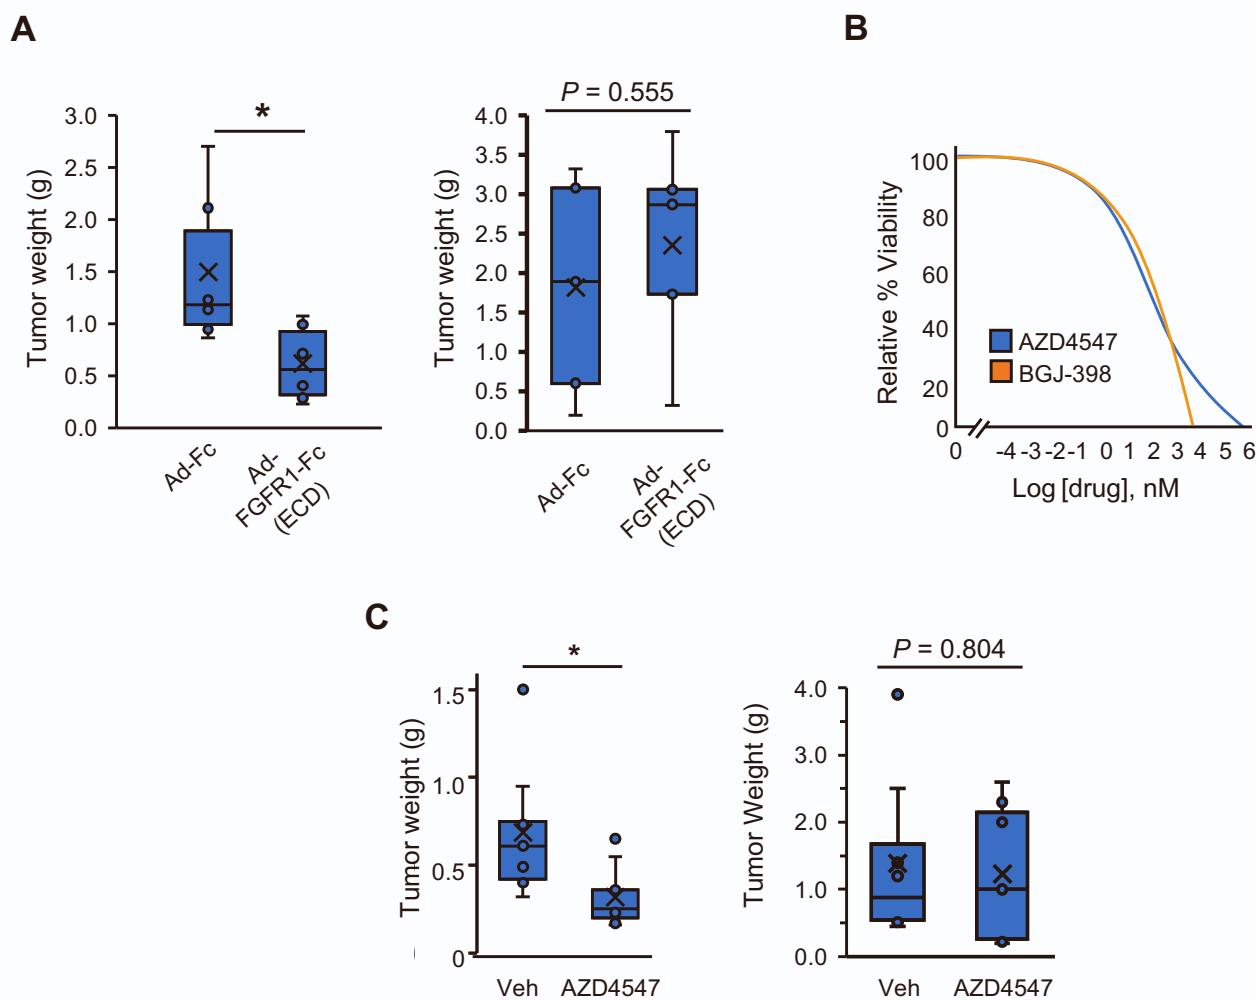 A
B
*
P = 0.555
Tumor weight (g)
3.0
2.5
2.0
1.5
1.0
0.5
0.0
Ad-Fc
Ad-
FGFR1-Fc
(ECD)
Tumor weight (g)
4.0
3.5
3.0
2.5
2.0
1.5
1.0
0.5
0.0
Ad-Fc
Ad-
FGFR1-Fc
(ECD)
Relative % Viability
100
80
60
40
20
0
AZD4547
BGJ-398
0 -4 -3 -2 -1 0 1 2 3 4 5 6
Log [drug], nM
C
*
P = 0.804
Tumor weight (g)
1.5
1.0
0.5
0
Veh AZD4547
Tumor Weight (g)
4.0
3.0
2.0
1.0
0.0
Veh AZD4547